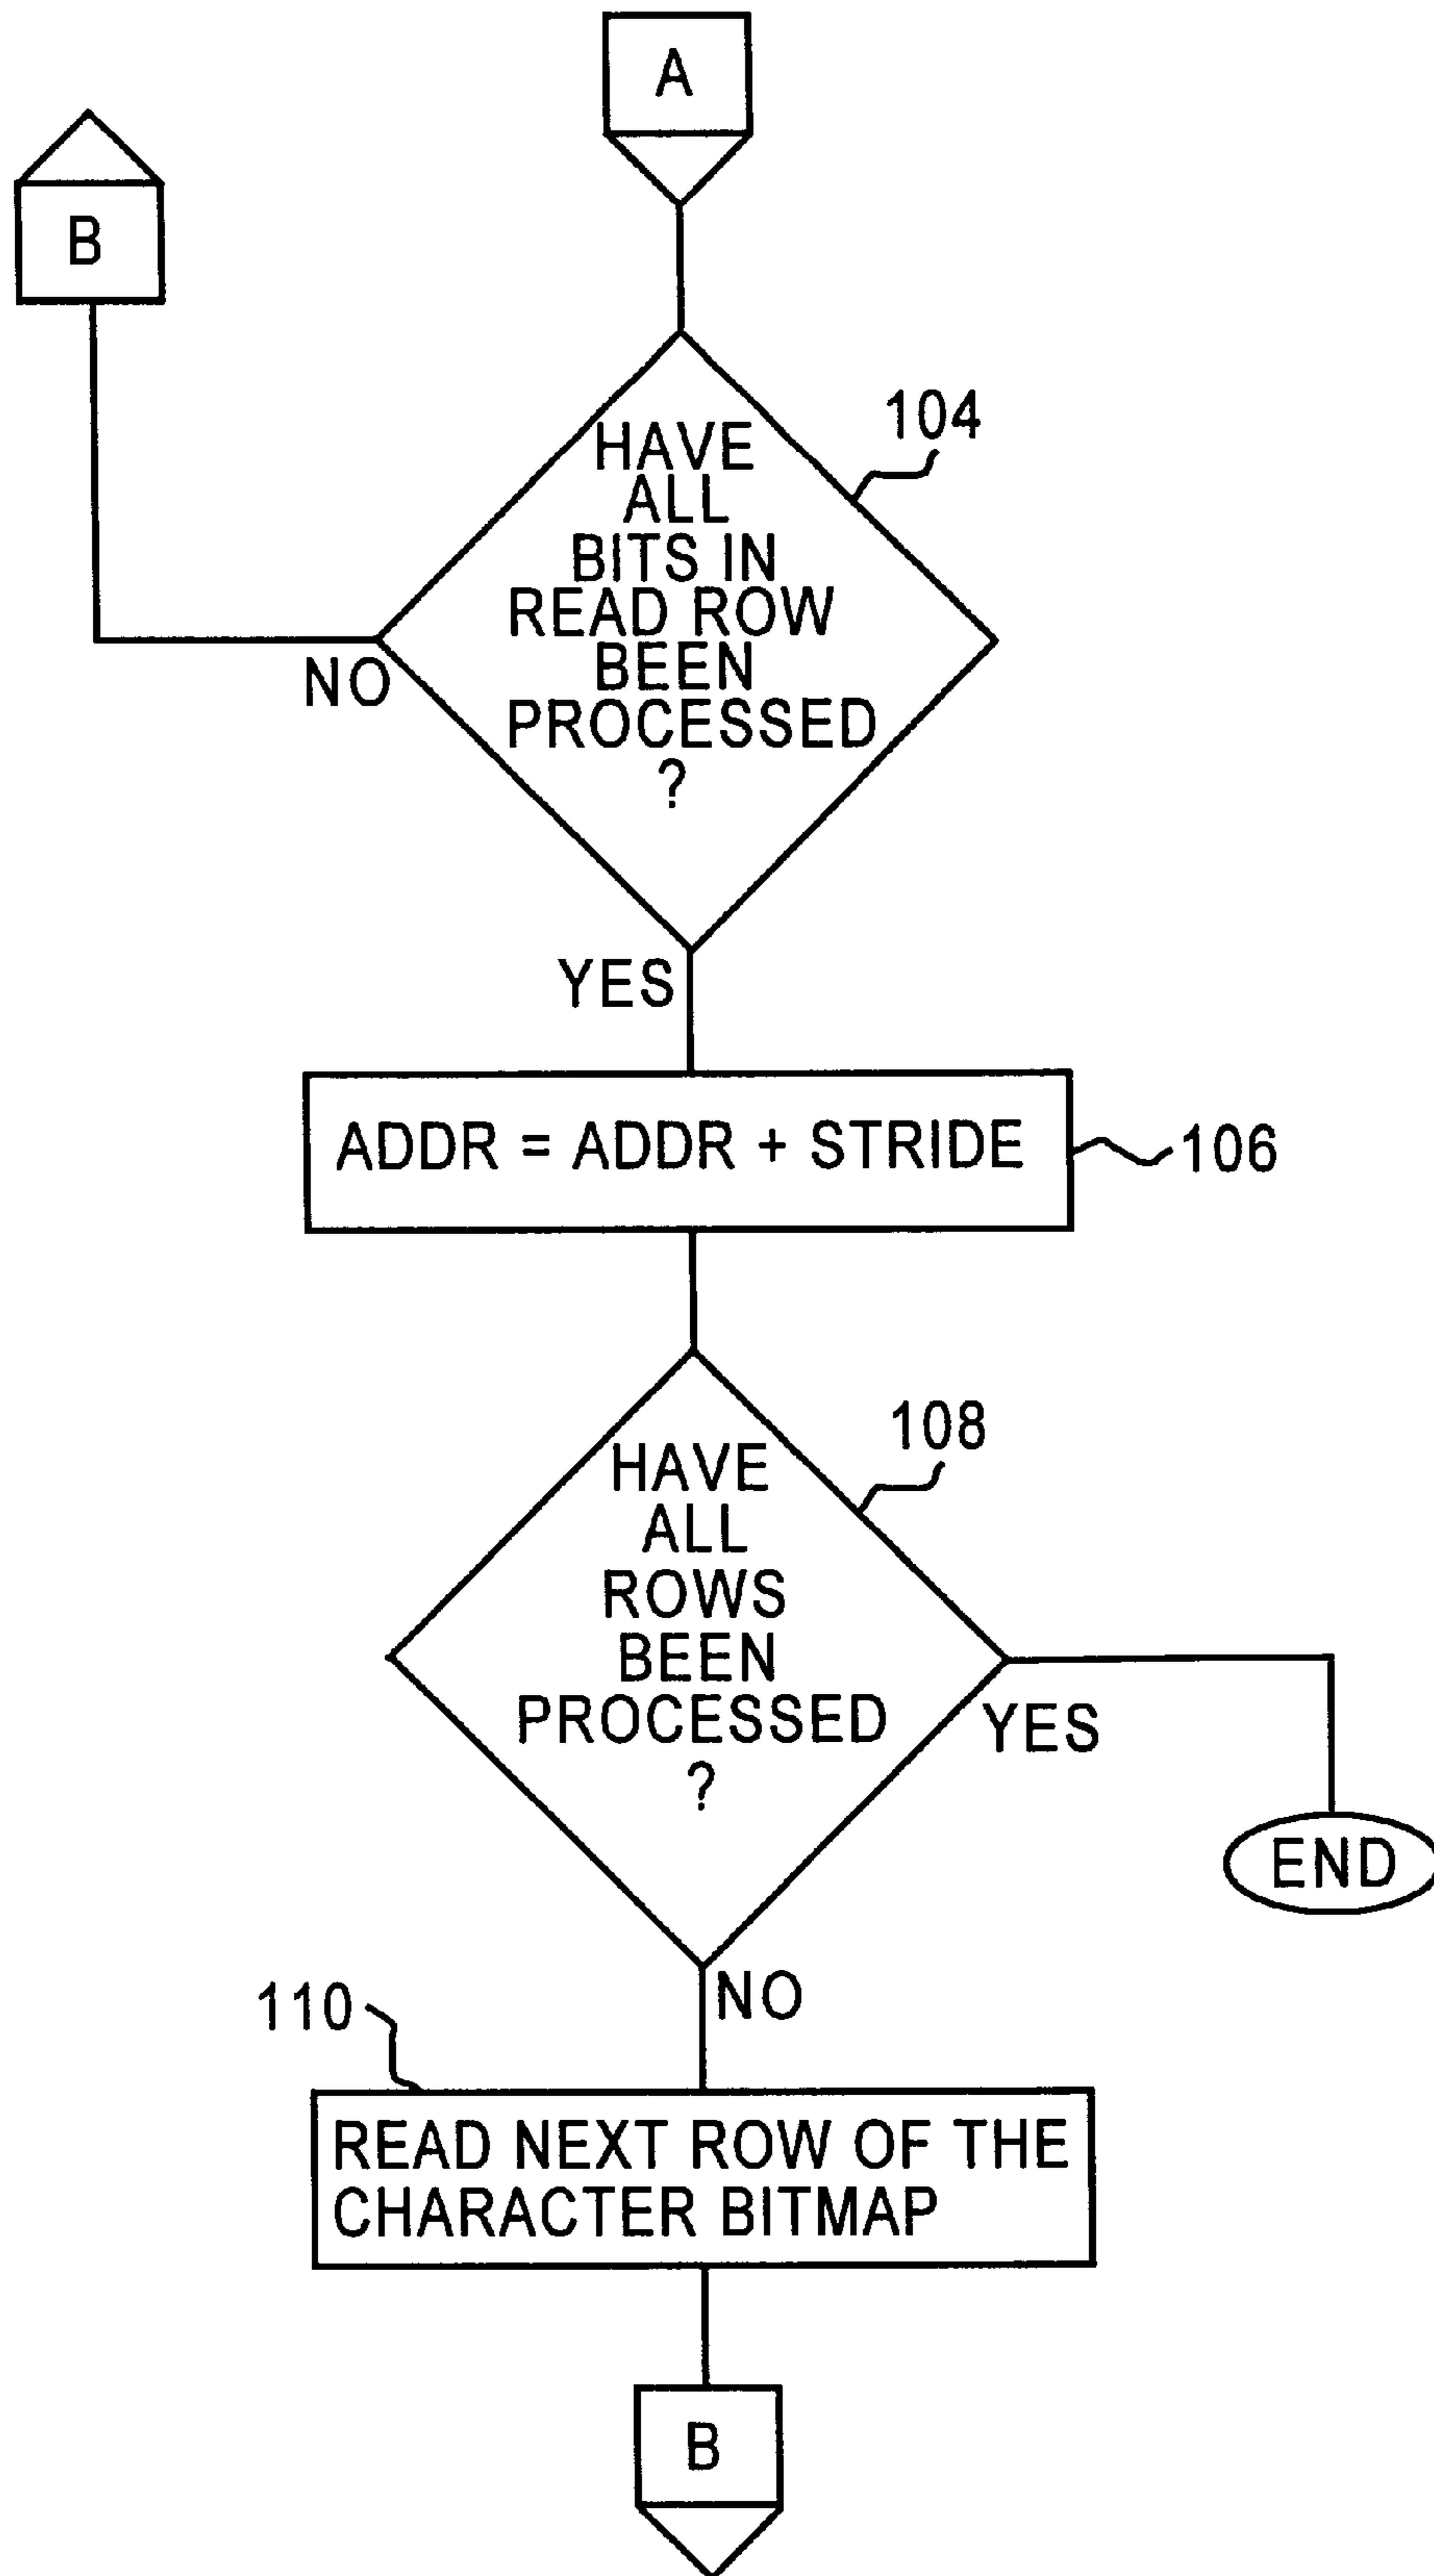 A
B
104
HAVE
ALL
BITS IN
READ ROW
BEEN
PROCESSED
?
NO
YES
ADDR = ADDR + STRIDE
106
108
HAVE
ALL
ROWS
BEEN
PROCESSED
?
YES
END
NO
110
READ NEXT ROW OF THE
CHARACTER BITMAP
B